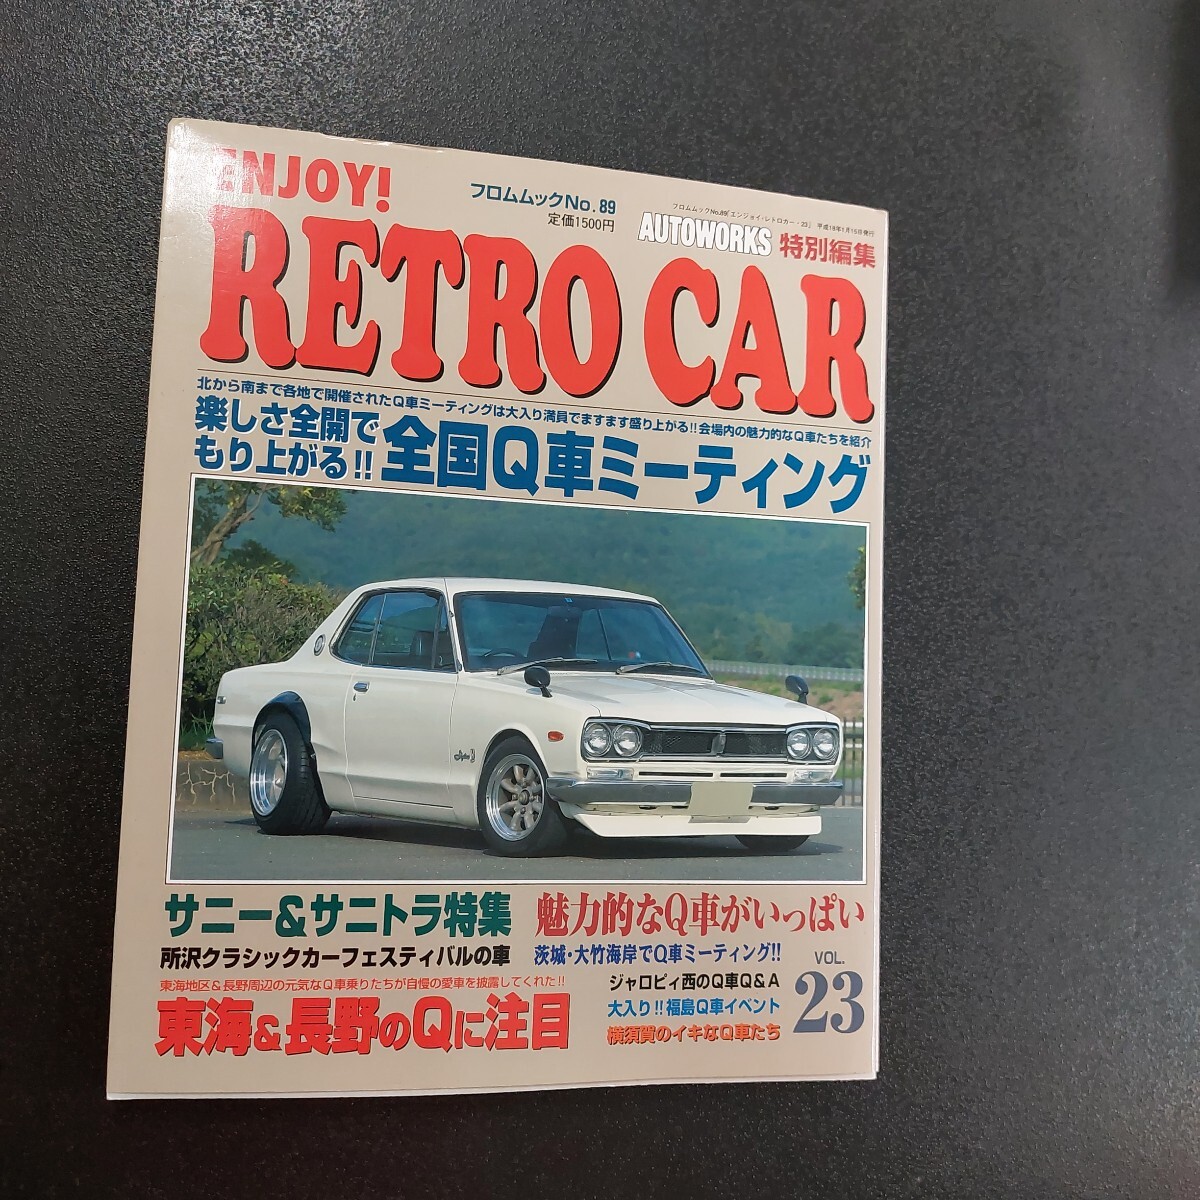 ENJOY!
フロムムックNo.89
定価1500円
フロムムックNo.89「エンジョイ・レトロカー・23」 平成18年1月15日発行
AUTOWORKS 特別編集
RETRO CAR
北から南まで各地で開催されたQ車ミーティングは大入り満員でますます盛り上がる!!会場内の魅力的なQ車たちを紹介
楽しさ全開で
もり上がる!!
全国Q車ミーティング
サニー&サニトラ特集
所沢クラシックカーフェスティバルの車
東海地区&長野周辺の元気なQ車乗りたちが自慢の愛車を披露してくれた!!
東海&長野のQに注目
魅力的なQ車がいっぱい
茨城・大竹海岸でQ車ミーティング!!
ジャロピィ西のQ車Q&A
大入り!!福島Q車イベント
横須賀のイキなQ車たち
VOL.
23